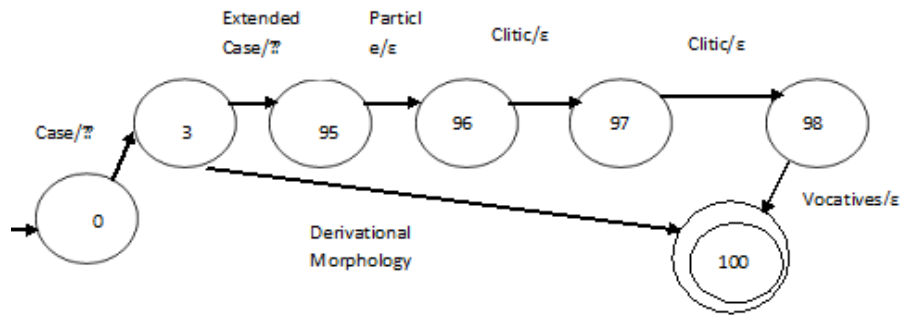 Extended
Case/⍰
Particl
e/ε
Clitic/ε
Clitic/ε
Case/⍰
3
95
96
97
98
0
Vocatives/ε
Derivational
Morphology
100